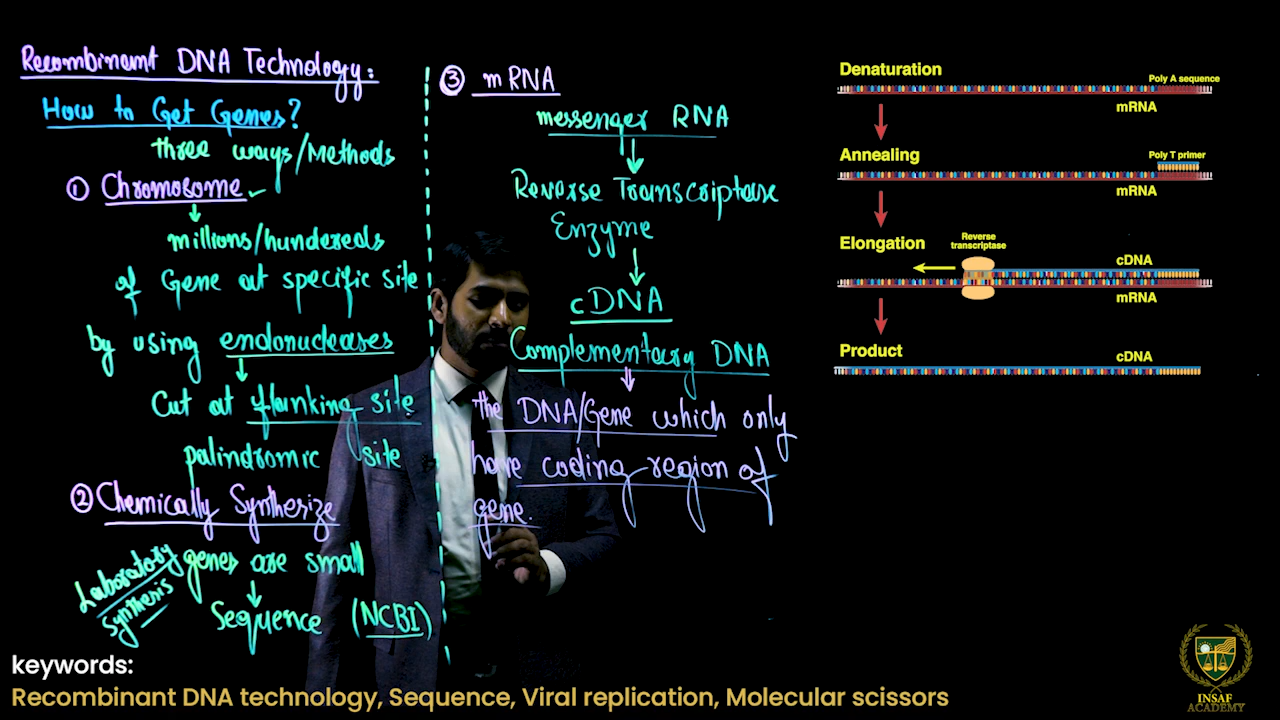 Recombinant DNA Technology:
How to Get Genes?
three ways/Methods
① Chromosome
millions/hundereds
of Gene at specific site
by using endonucleases
Cut at flanking site
palindromic site
② Chemically Synthesize
Laboratory synthesis
genes are small
Sequence (NCBI)
③ mRNA
messenger RNA
Reverse Transcriptase
Enzyme
cDNA
Complementary DNA
the DNA/Gene which only
have coding region of
gene.
Denaturation
Poly A sequence
mRNA
Annealing
Poly T primer
mRNA
Elongation
Reverse
transcriptase
cDNA
mRNA
Product
cDNA
keywords:
Recombinant DNA technology, Sequence, Viral replication, Molecular scissors
INSAF
ACADEMY